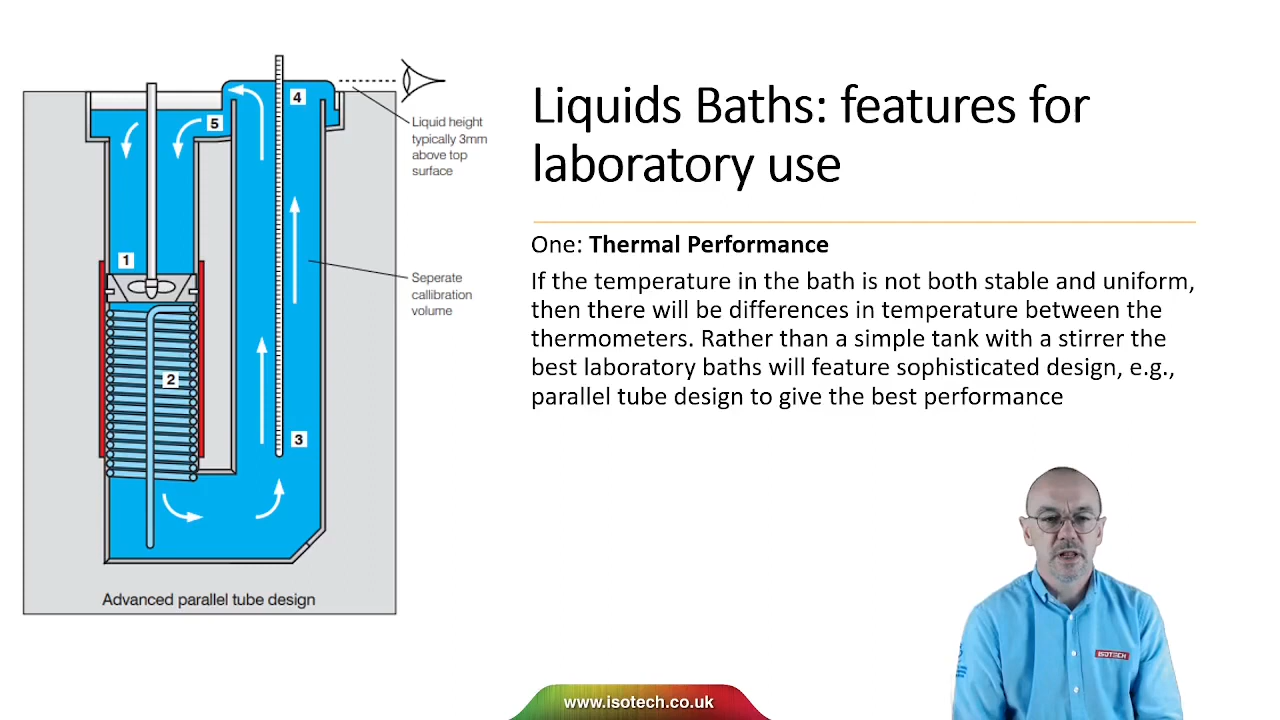 Liquids Baths: features for
laboratory use
One: Thermal Performance
If the temperature in the bath is not both stable and uniform,
then there will be differences in temperature between the
thermometers. Rather than a simple tank with a stirrer the
best laboratory baths will feature sophisticated design, e.g.,
parallel tube design to give the best performance
4
5
Liquid height
typically 3mm
above top
surface
1
Seperate
callibration
volume
2
3
Advanced parallel tube design
ISOTECH
www.isotech.co.uk